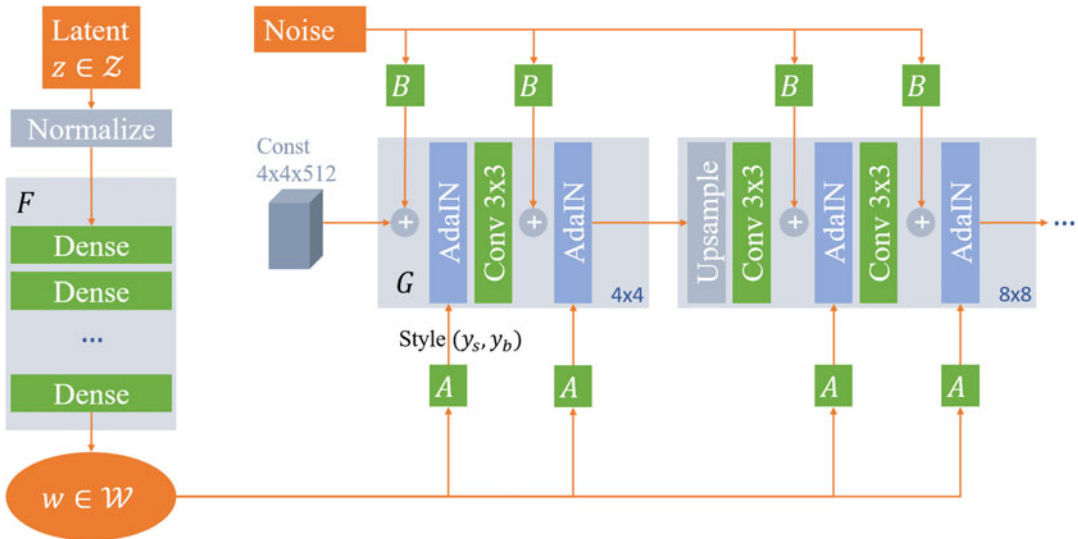 Latent
z ∈ 𝒵
Normalize
F
Dense
Dense
...
Dense
w ∈ 𝒲
Noise
B
B
B
B
Const
4x4x512
+
AdaIN
Conv 3x3
+
AdaIN
G
4x4
Upsample
Conv 3x3
+
AdaIN
Conv 3x3
+
AdaIN
8x8
...
Style (y_s, y_b)
A
A
A
A